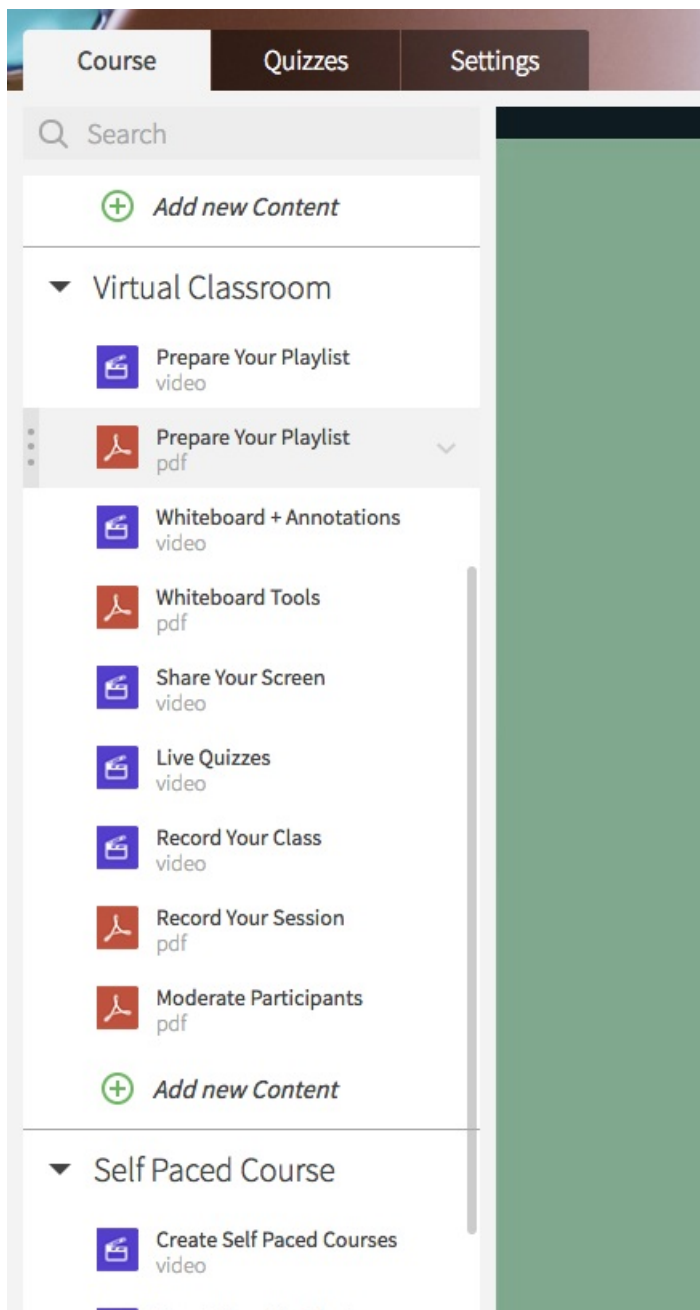 Course
Quizzes
Settings
Search
Add new Content
Virtual Classroom
Prepare Your Playlist
video
Prepare Your Playlist
pdf
Whiteboard + Annotations
video
Whiteboard Tools
pdf
Share Your Screen
video
Live Quizzes
video
Record Your Class
video
Record Your Session
pdf
Moderate Participants
pdf
Add new Content
Self Paced Course
Create Self Paced Courses
video